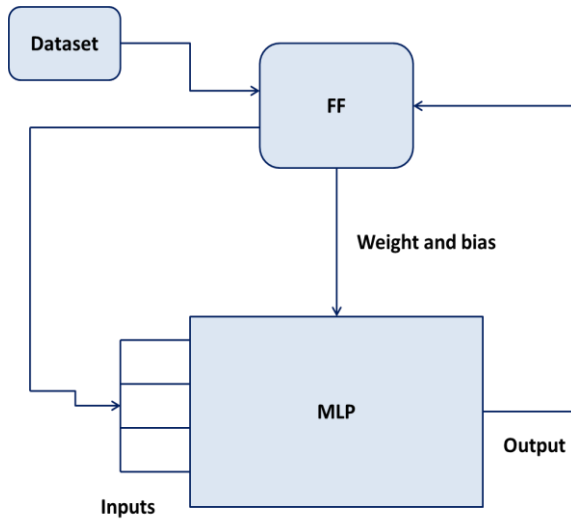 Dataset
FF
Weight and bias
MLP
Output
Inputs